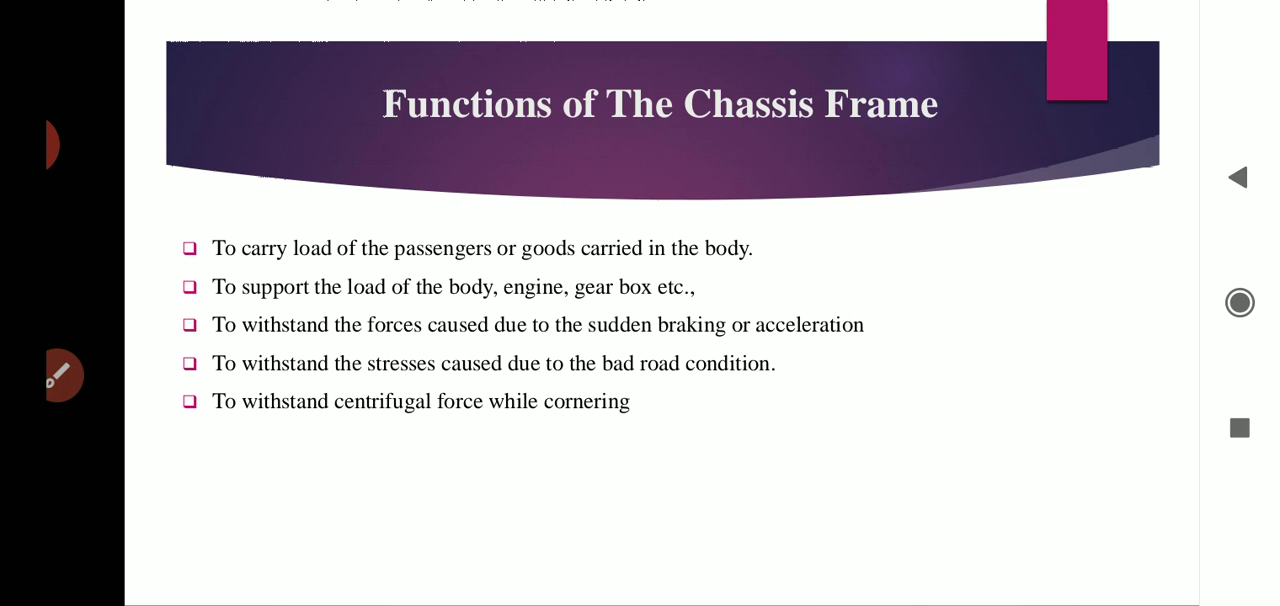 Functions of The Chassis Frame
To carry load of the passengers or goods carried in the body.
To support the load of the body, engine, gear box etc.,
To withstand the forces caused due to the sudden braking or acceleration
To withstand the stresses caused due to the bad road condition.
To withstand centrifugal force while cornering